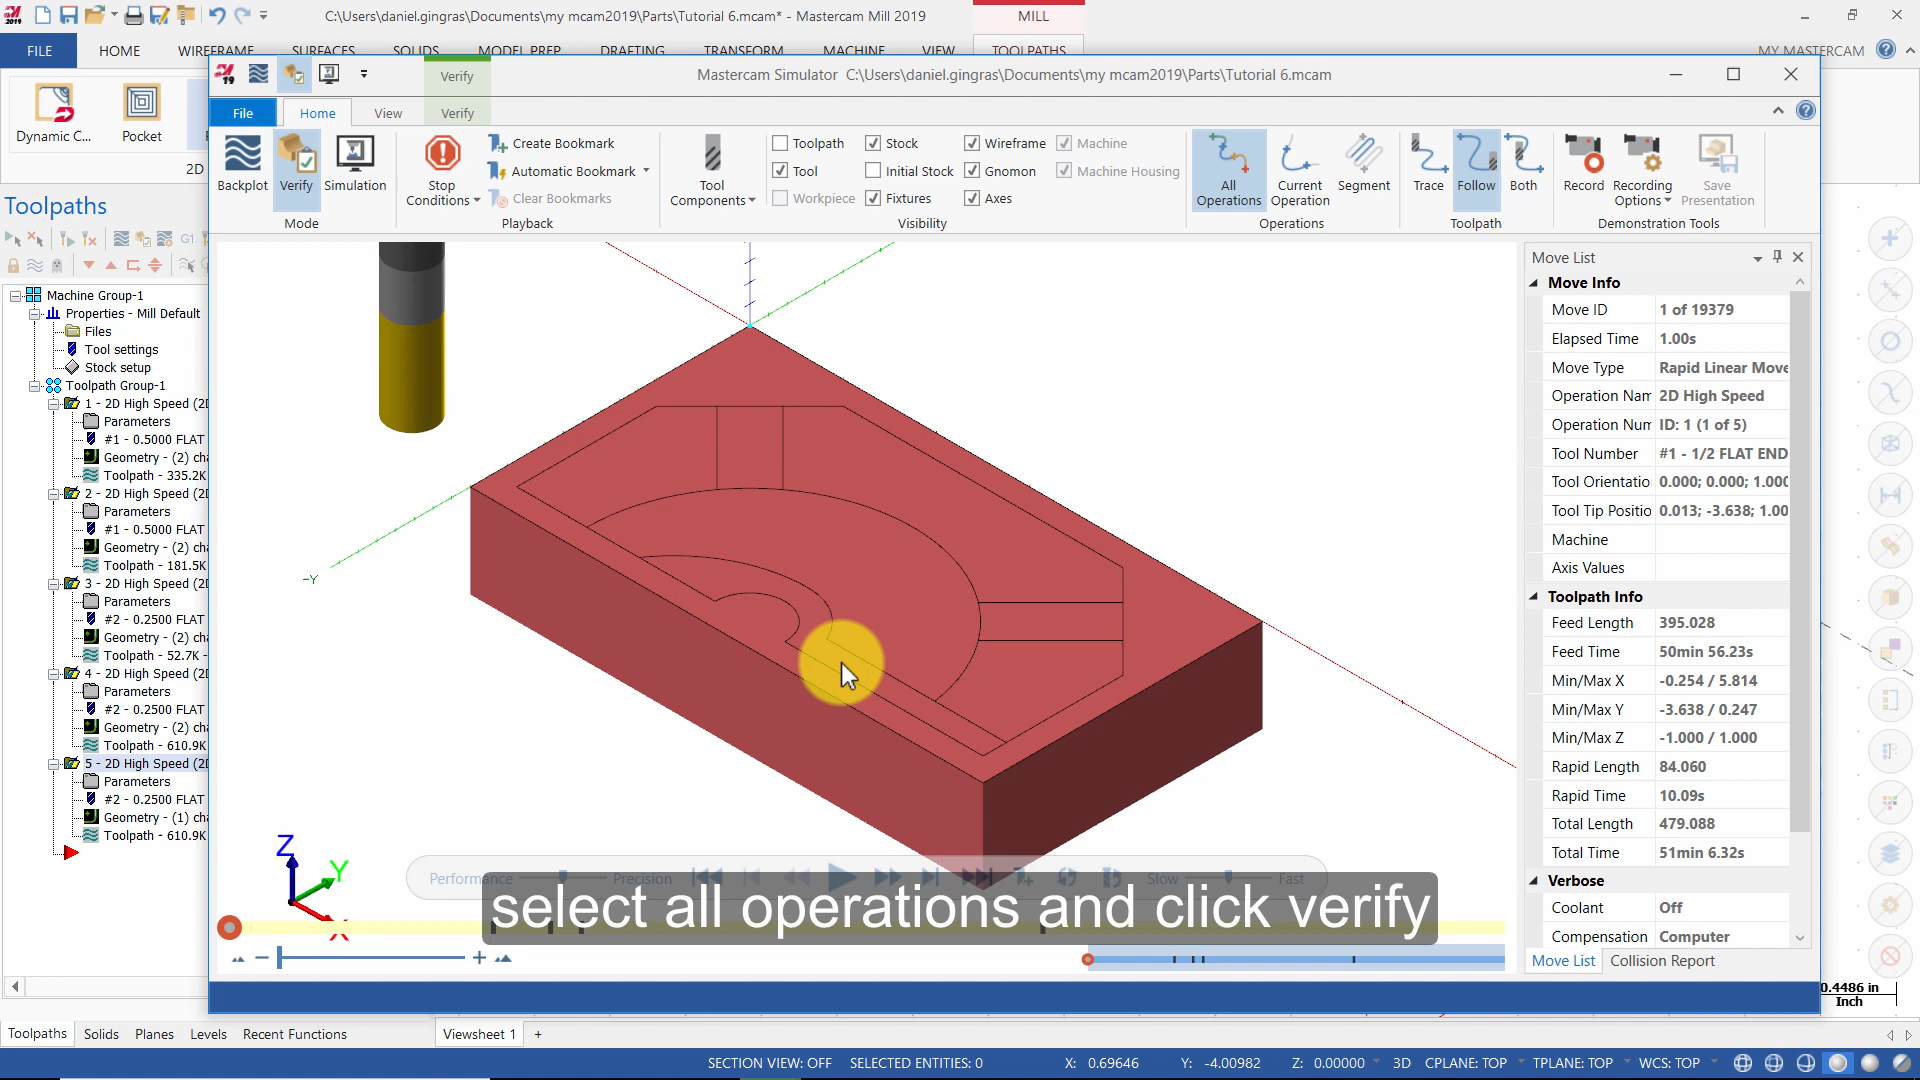 C:\Users\daniel.gingras\Documents\my mcam2019\Parts\Tutorial 6.mcam* - Mastercam Mill 2019
MILL
FILE
HOME
WIREFRAME
SURFACES
SOLIDS
MODEL PREP
DRAFTING
TRANSFORM
MACHINE
VIEW
TOOLPATHS
MY MASTERCAM
Verify
Mastercam Simulator C:\Users\daniel.gingras\Documents\my mcam2019\Parts\Tutorial 6.mcam
File
Home
View
Verify
Dynamic C...
Pocket
2D
Backplot
Verify
Simulation
Mode
Stop Conditions
Create Bookmark
Automatic Bookmark
Clear Bookmarks
Playback
Tool Components
Toolpath
Tool
Workpiece
Stock
Initial Stock
Fixtures
Wireframe
Gnomon
Axes
Machine
Machine Housing
Visibility
All Operations
Current Operation
Segment
Operations
Trace
Follow
Both
Toolpath
Record
Recording Options
Save Presentation
Demonstration Tools
Toolpaths
G1
Machine Group-1
Properties - Mill Default
Files
Tool settings
Stock setup
Toolpath Group-1
1 - 2D High Speed (2D
Parameters
#1 - 0.5000 FLAT
Geometry - (2) cha
Toolpath - 335.2K
2 - 2D High Speed (2D
Parameters
#1 - 0.5000 FLAT
Geometry - (2) cha
Toolpath - 181.5K
3 - 2D High Speed (2D
Parameters
#2 - 0.2500 FLAT
Geometry - (2) cha
Toolpath - 52.7K -
4 - 2D High Speed (2D
Parameters
#2 - 0.2500 FLAT
Geometry - (2) cha
Toolpath - 610.9K
5 - 2D High Speed (2D
Parameters
#2 - 0.2500 FLAT
Geometry - (1) cha
Toolpath - 610.9K
-Y
Z
Y
X
Performance
Precision
Slow
Fast
select all operations and click verify
Move List
Move Info
Move ID 1 of 19379
Elapsed Time 1.00s
Move Type Rapid Linear Move
Operation Nam 2D High Speed
Operation Num ID: 1 (1 of 5)
Tool Number #1 - 1/2 FLAT END
Tool Orientatio 0.000; 0.000; 1.000
Tool Tip Positio 0.013; -3.638; 1.00
Machine
Axis Values
Toolpath Info
Feed Length 395.028
Feed Time 50min 56.23s
Min/Max X -0.254 / 5.814
Min/Max Y -3.638 / 0.247
Min/Max Z -1.000 / 1.000
Rapid Length 84.060
Rapid Time 10.09s
Total Length 479.088
Total Time 51min 6.32s
Verbose
Coolant Off
Compensation Computer
Move List
Collision Report
0.4486 in
Inch
Toolpaths
Solids
Planes
Levels
Recent Functions
Viewsheet 1
+
SECTION VIEW: OFF
SELECTED ENTITIES: 0
X: 0.69646
Y: -4.00982
Z: 0.00000
3D
CPLANE: TOP
TPLANE: TOP
WCS: TOP